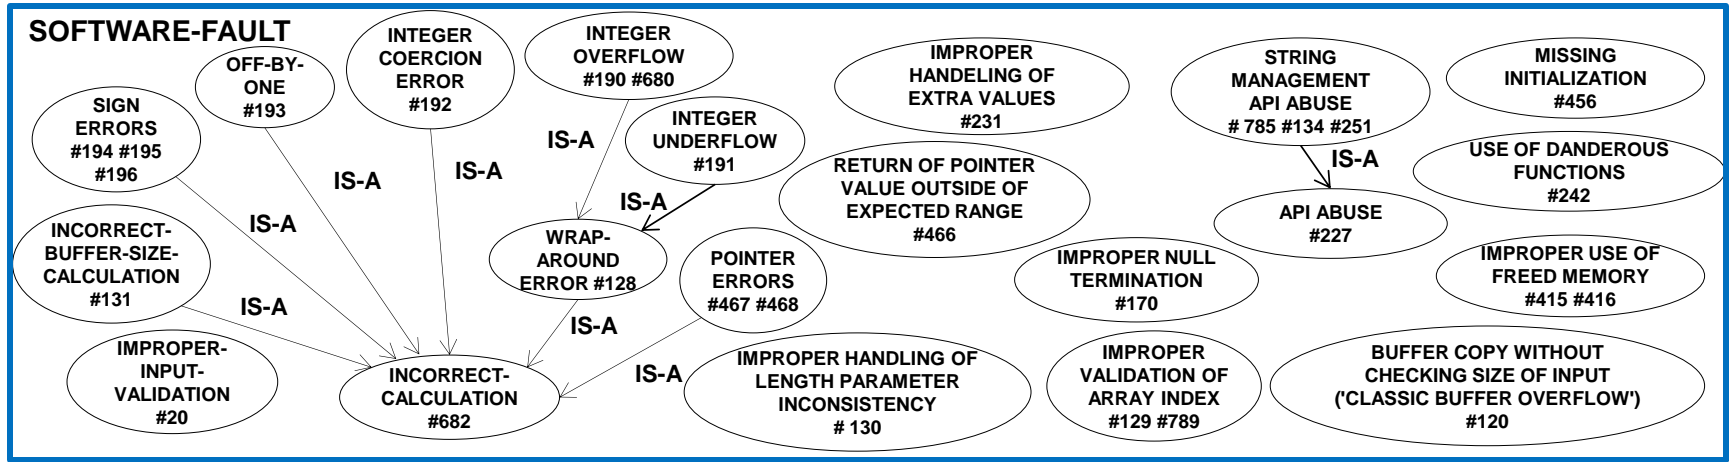 SOFTWARE-FAULT
OFF-BY-
ONE
#193
INTEGER
COERCION
ERROR
#192
INTEGER
OVERFLOW
#190 #680
IMPROPER
HANDELING OF
EXTRA VALUES
#231
STRING
MANAGEMENT
API ABUSE
# 785 #134 #251
MISSING
INITIALIZATION
#456
SIGN
ERRORS
#194 #195
#196
INTEGER
UNDERFLOW
#191
IS-A
IS-A
IS-A
IS-A
IS-A
IS-A
RETURN OF POINTER
VALUE OUTSIDE OF
EXPECTED RANGE
#466
USE OF DANDEROUS
FUNCTIONS
#242
API ABUSE
#227
INCORRECT-
BUFFER-SIZE-
CALCULATION
#131
WRAP-
AROUND
ERROR #128
POINTER
ERRORS
#467 #468
IMPROPER NULL
TERMINATION
#170
IMPROPER USE OF
FREED MEMORY
#415 #416
IS-A
IS-A
IS-A
IMPROPER-
INPUT-
VALIDATION
#20
INCORRECT-
CALCULATION
#682
IMPROPER HANDLING OF
LENGTH PARAMETER
INCONSISTENCY
# 130
IMPROPER
VALIDATION OF
ARRAY INDEX
#129 #789
BUFFER COPY WITHOUT
CHECKING SIZE OF INPUT
('CLASSIC BUFFER OVERFLOW')
#120